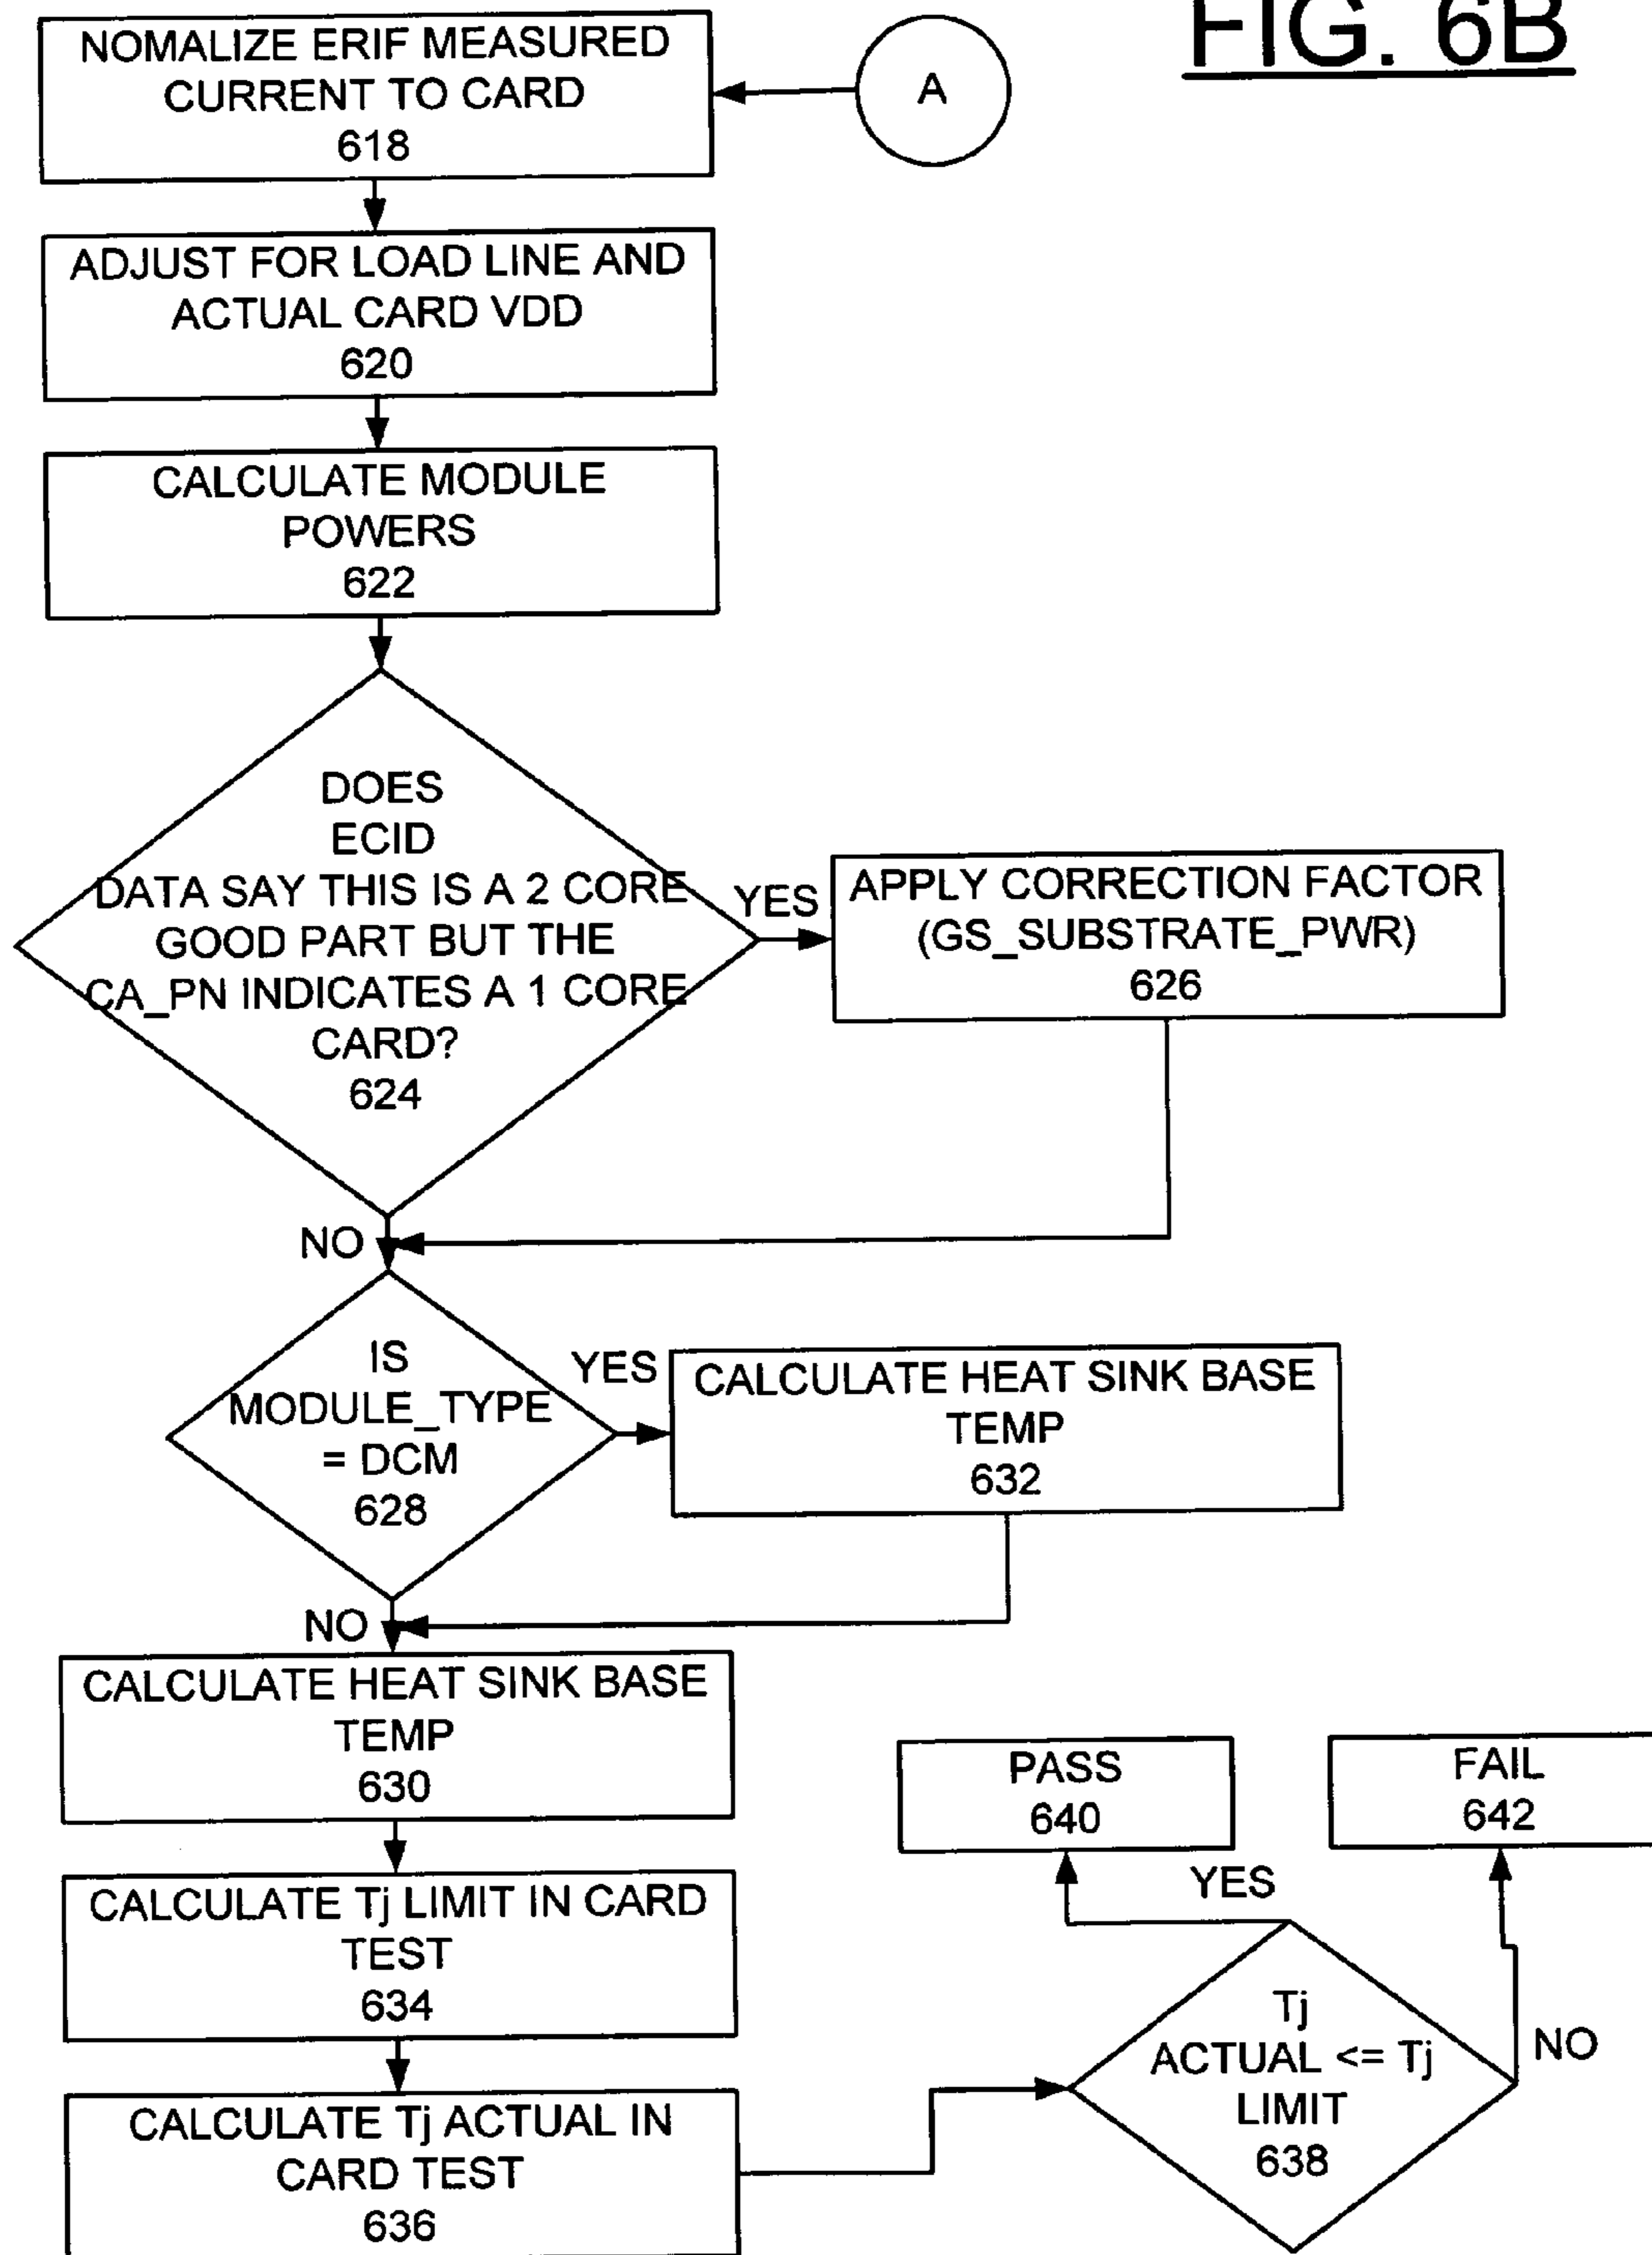 FIG. 6B
NOMALIZE ERIF MEASURED
CURRENT TO CARD
618
A
ADJUST FOR LOAD LINE AND
ACTUAL CARD VDD
620
CALCULATE MODULE
POWERS
622
DOES
ECID
DATA SAY THIS IS A 2 CORE
GOOD PART BUT THE
CA_PN INDICATES A 1 CORE
CARD?
624
YES
APPLY CORRECTION FACTOR
(GS_SUBSTRATE_PWR)
626
NO
IS
MODULE_TYPE
= DCM
628
YES
CALCULATE HEAT SINK BASE
TEMP
632
NO
CALCULATE HEAT SINK BASE
TEMP
630
CALCULATE Tj LIMIT IN CARD
TEST
634
CALCULATE Tj ACTUAL IN
CARD TEST
636
Tj
ACTUAL <= Tj
LIMIT
638
YES
PASS
640
NO
FAIL
642